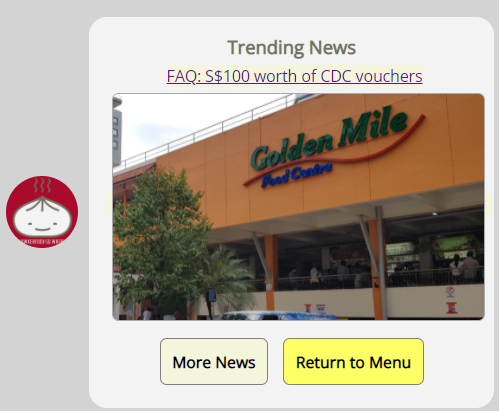 Trending News
FAQ: S$100 worth of CDC vouchers
Golden Mile
Food Centre
More News
Return to Menu